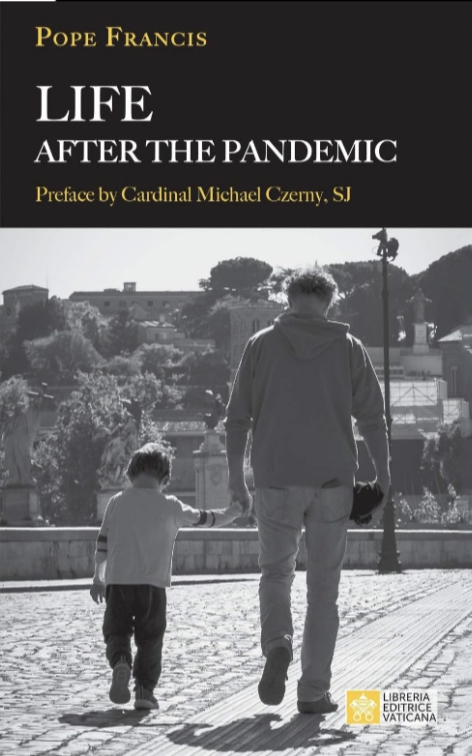 POPE FRANCIS
LIFE
AFTER THE PANDEMIC
Preface by Cardinal Michael Czerny, SJ
LIBRERIA
EDITRICE
VATICANA